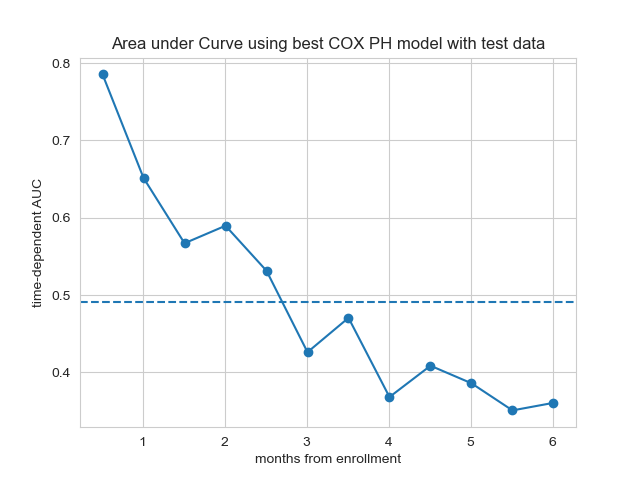 Area under Curve using best COX PH model with test data
time-dependent AUC
0.8
0.7
0.6
0.5
0.4
1 2 3 4 5 6
months from enrollment